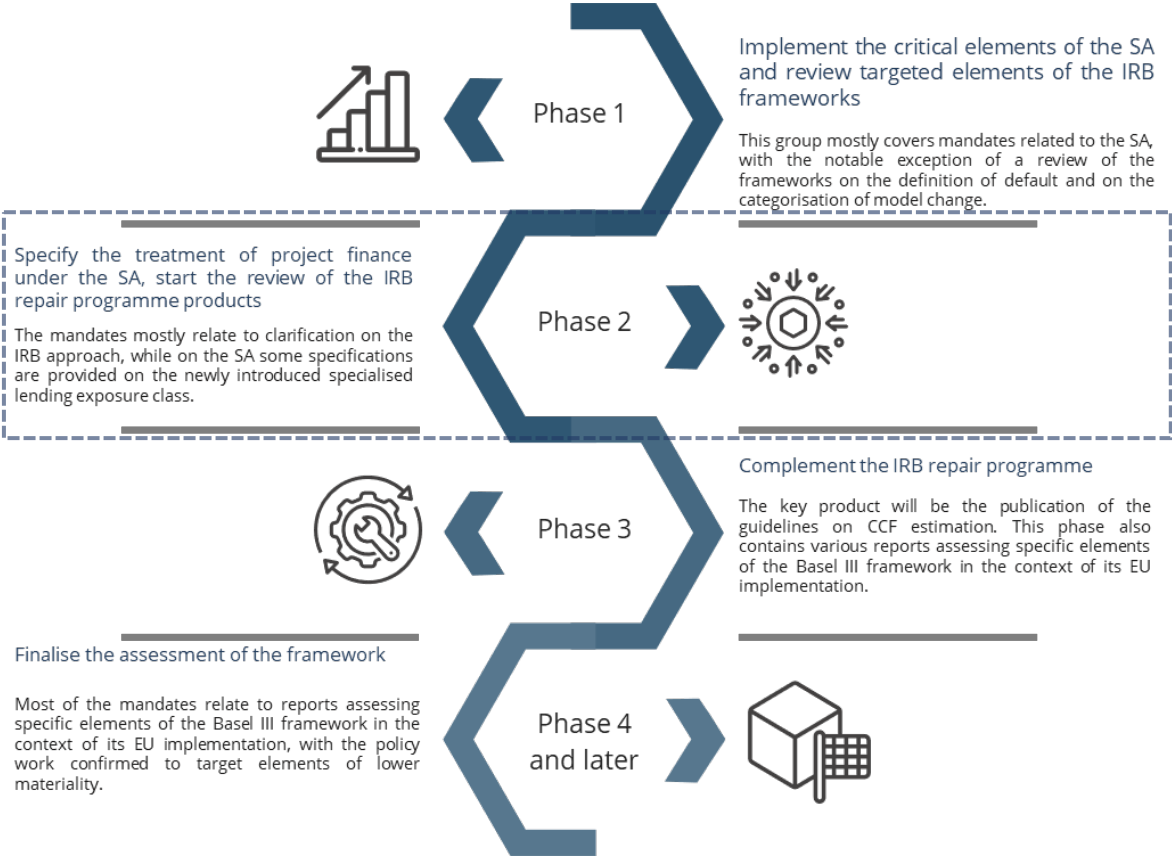 Phase 1
Implement the critical elements of the SA
and review targeted elements of the IRB
frameworks
This group mostly covers mandates related to the SA,
with the notable exception of a review of the
frameworks on the definition of default and on the
categorisation of model change.
Specify the treatment of project finance
under the SA, start the review of the IRB
repair programme products
The mandates mostly relate to clarification on the
IRB approach, while on the SA some specifications
are provided on the newly introduced specialised
lending exposure class.
Phase 2
Phase 3
Complement the IRB repair programme
The key product will be the publication of the
guidelines on CCF estimation. This phase also
contains various reports assessing specific elements
of the Basel III framework in the context of its EU
implementation.
Finalise the assessment of the framework
Most of the mandates relate to reports assessing
specific elements of the Basel III framework in the
context of its EU implementation, with the policy
work confirmed to target elements of lower
materiality.
Phase 4
and later